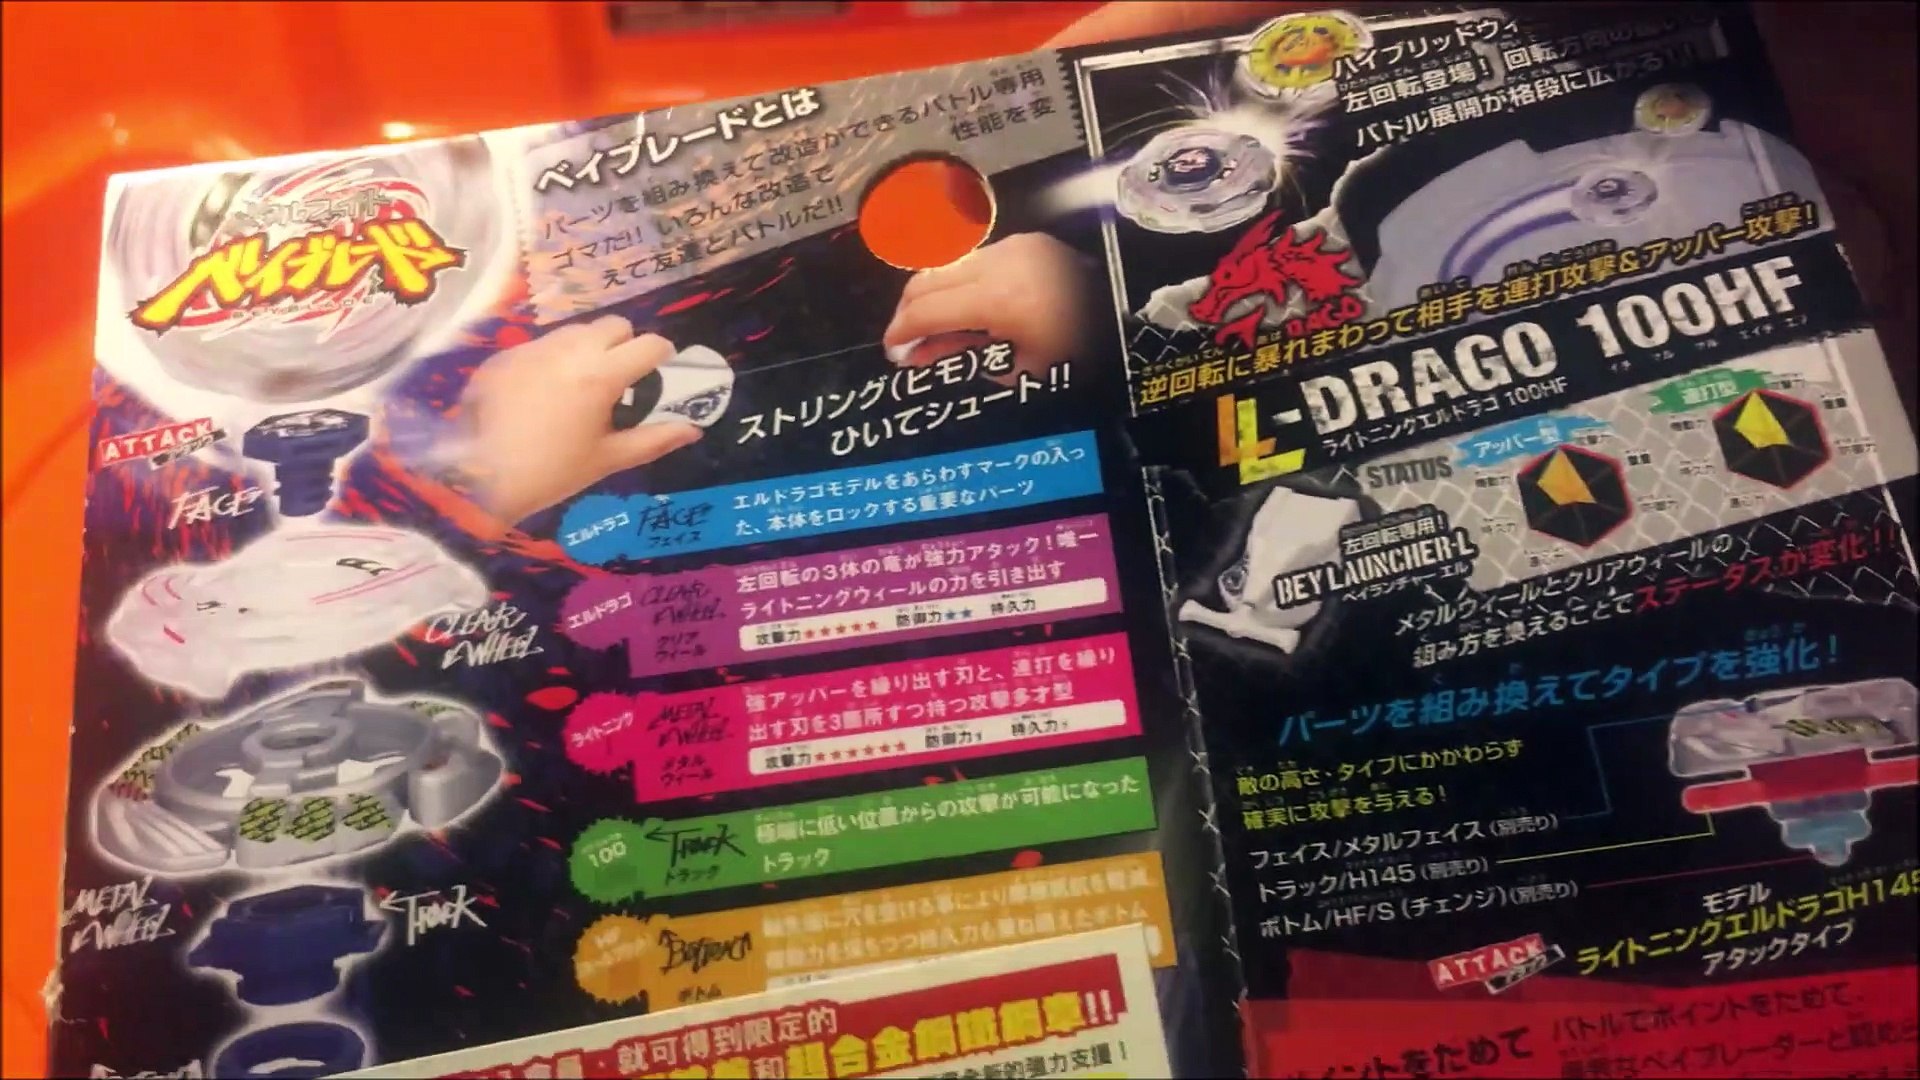 メタルファイト
ベイブレード
BEYBLADE
ベイブレードとは
パーツを組み換えて改造ができるバトル専用
ゴマだ!! いろんな改造で
性能を変
えて友達とバトルだ!!
ストリング(ヒモ)を
ひいてシュート!!
ATTACK
FACE
CLEAR
WHEEL
METAL
WHEEL
TRACK
エルドラゴ
FACE
フェイス
エルドラゴモデルをあらわすマークの入っ
た、本体をロックする重要なパーツ
エルドラゴ
CLEAR
WHEEL
クリア
ウィール
左回転の3体の竜が強力アタック!唯一
ライトニングウィールの力を引き出す
攻撃力★★★★★ 防御力★★ 持久力
ライトニング
METAL
WHEEL
メタル
ウィール
強アッパーを繰り出す刃と、連打を繰り
出す刃を3箇所ずつ持つ攻撃多才型
攻撃力★★★★★★ 防御力 持久力
100
TRACK
トラック
極端に低い位置からの攻撃が可能になった
トラック
BOTTOM
ボトム
就可得到限定的
和超合金鋼鐵鋼車!!
左回転登場! 回転方向の
バトル展開が格段に広がる!!
DRAGO
逆回転に暴れまわって相手を連打攻撃&アッパー攻撃!
LL-DRAGO 100HF
ライトニングエルドラゴ 100HF
STATUS
アッパー型
連打型
左回転専用!
BEY LAUNCHER-L
ベイランチャー エル
メタルウィールとクリアウィールの
組み方を換えることでステータスが変化!!
パーツを組み換えてタイプを強化!
敵の高さ・タイプにかかわらず
確実に攻撃を与える!
フェイス/メタルフェイス(別売り)
トラック/H145(別売り)
ボトム/HF/S(チェンジ)(別売り)
モデル
ライトニングエルドラゴH145
アタックタイプ
ATTACK
イントをためて
バトルでポイントをためて、